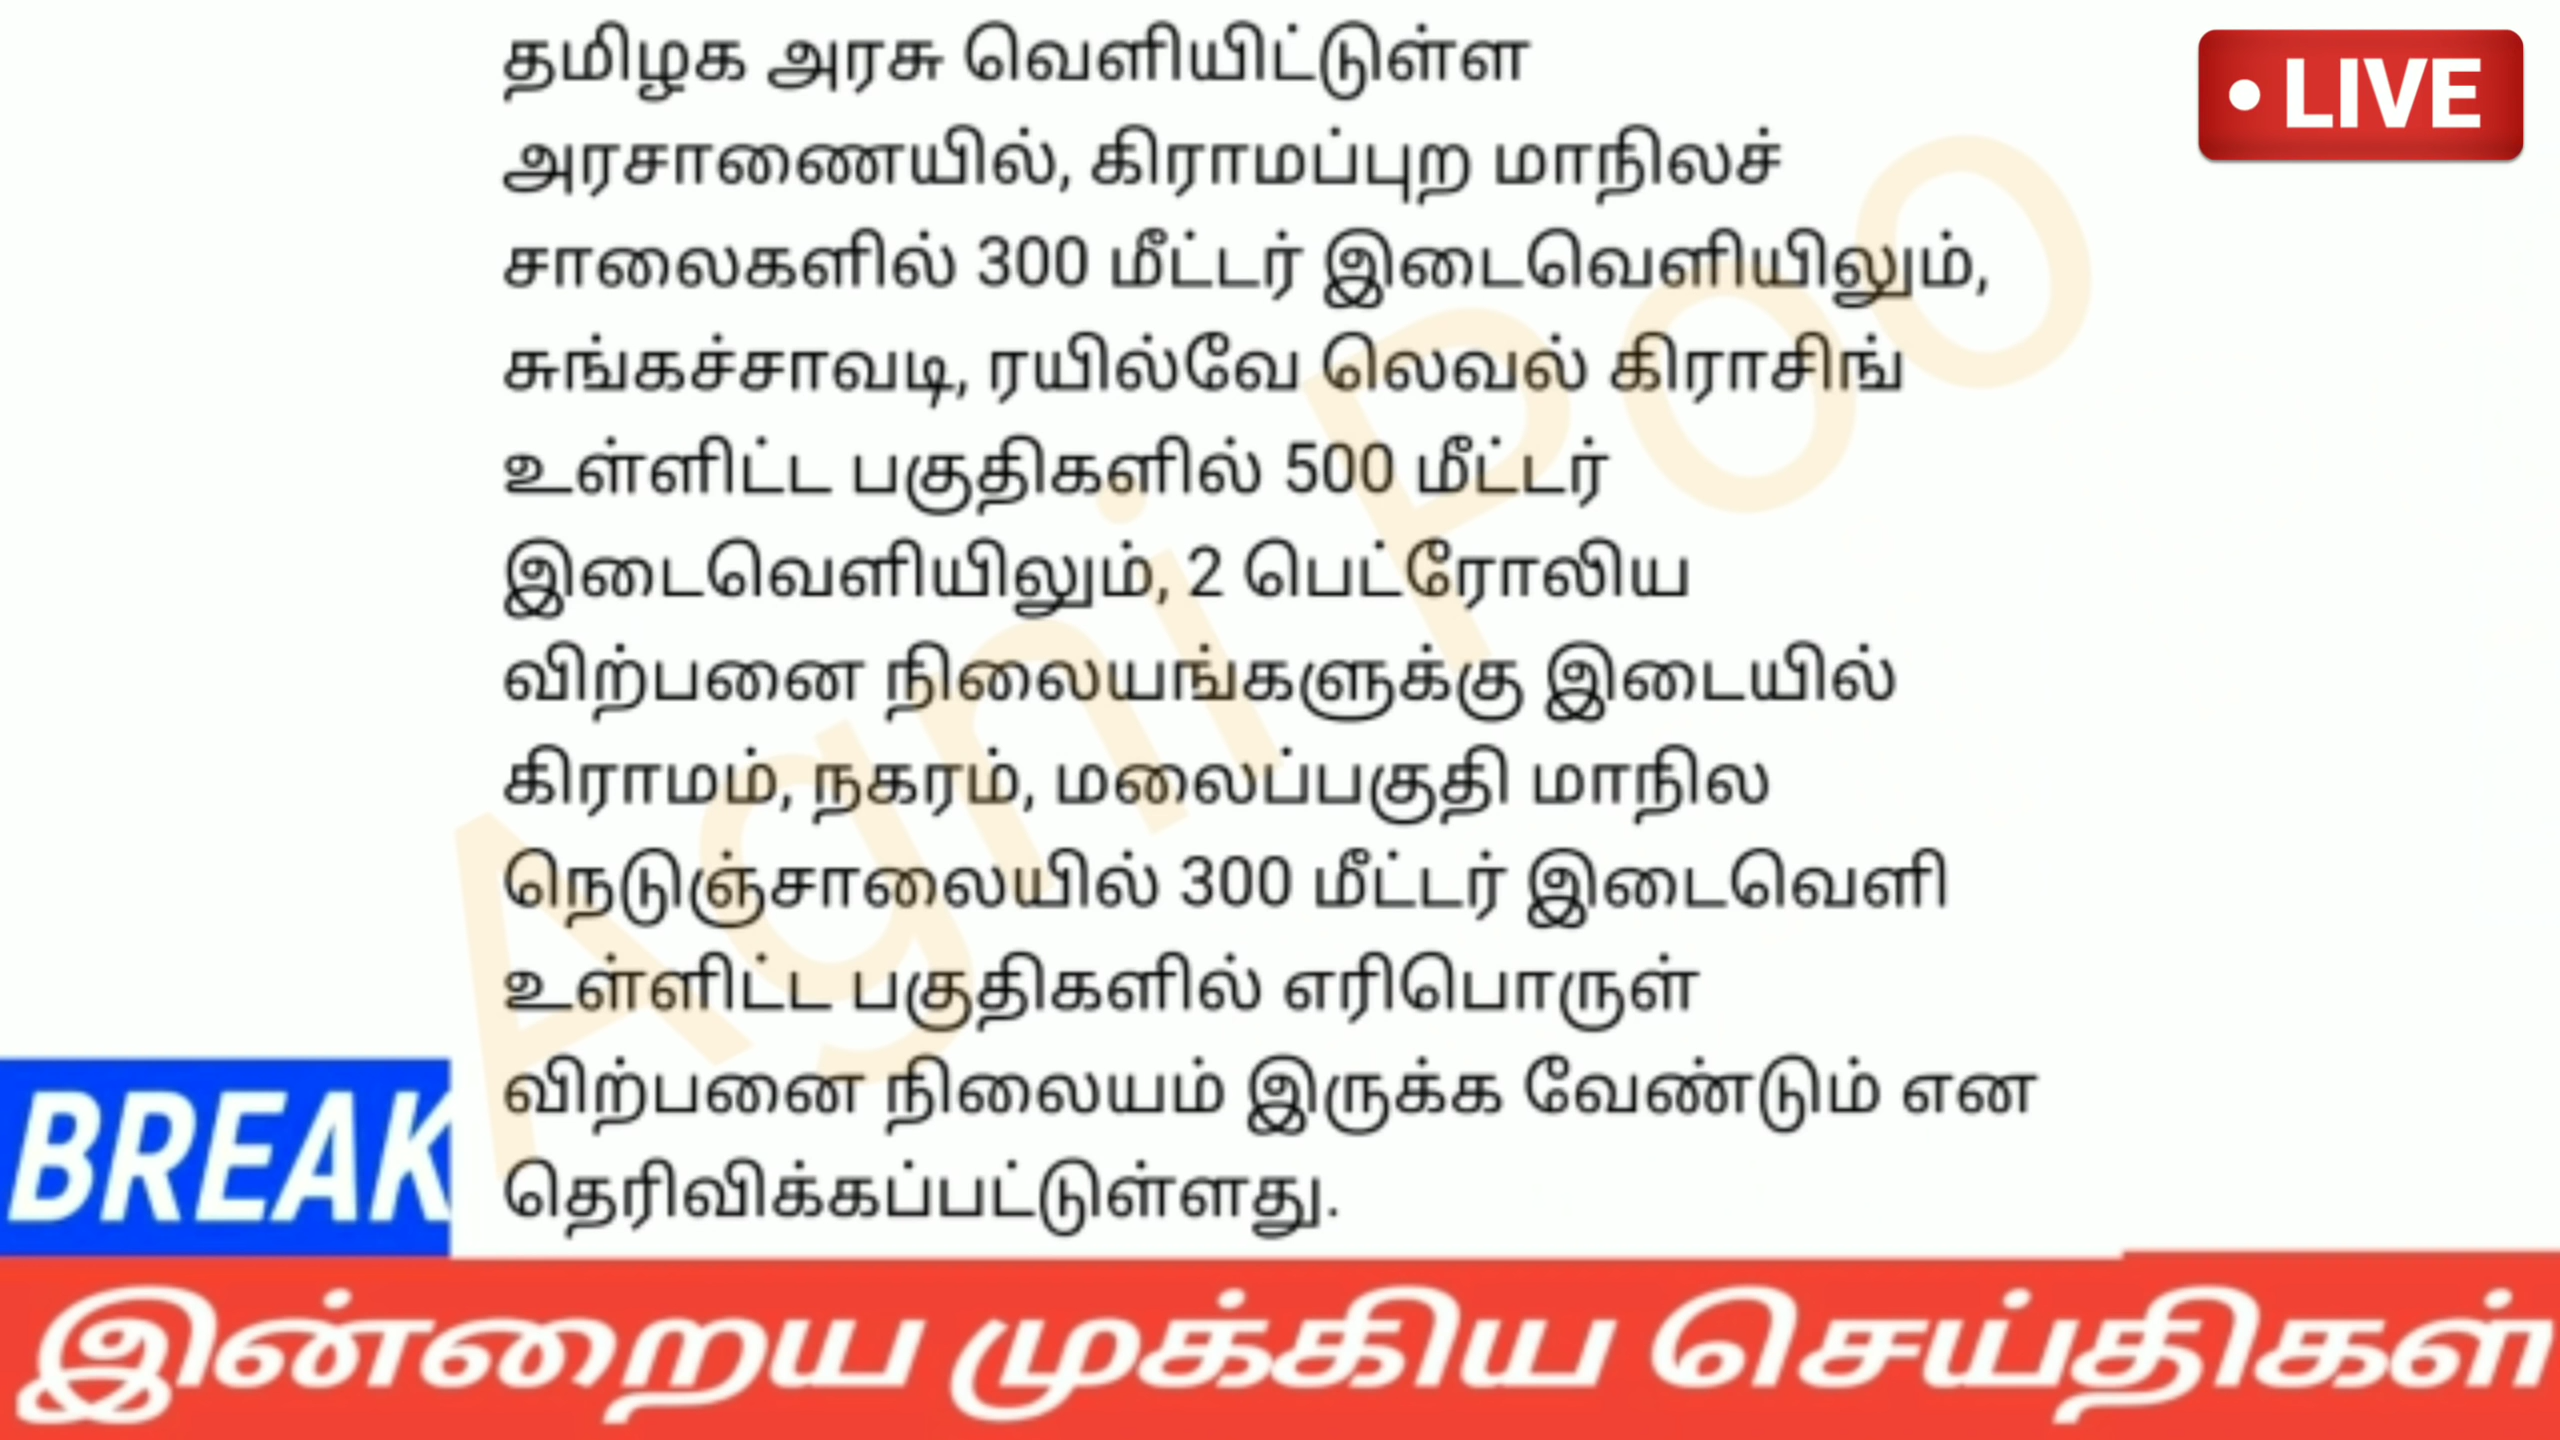 தமிழக அரசு வெளியிட்டுள்ள
அரசாணையில், கிராமப்புற மாநிலச்
சாலைகளில் 300 மீட்டர் இடைவெளியிலும்,
சுங்கச்சாவடி, ரயில்வே லெவல் கிராசிங்
உள்ளிட்ட பகுதிகளில் 500 மீட்டர்
இடைவெளியிலும், 2 பெட்ரோலிய
விற்பனை நிலையங்களுக்கு இடையில்
கிராமம், நகரம், மலைப்பகுதி மாநில
நெடுஞ்சாலையில் 300 மீட்டர் இடைவெளி
உள்ளிட்ட பகுதிகளில் எரிபொருள்
விற்பனை நிலையம் இருக்க வேண்டும் என
தெரிவிக்கப்பட்டுள்ளது.
• LIVE
Agni Poo
BREAK
இன்றைய முக்கிய செய்திகள்